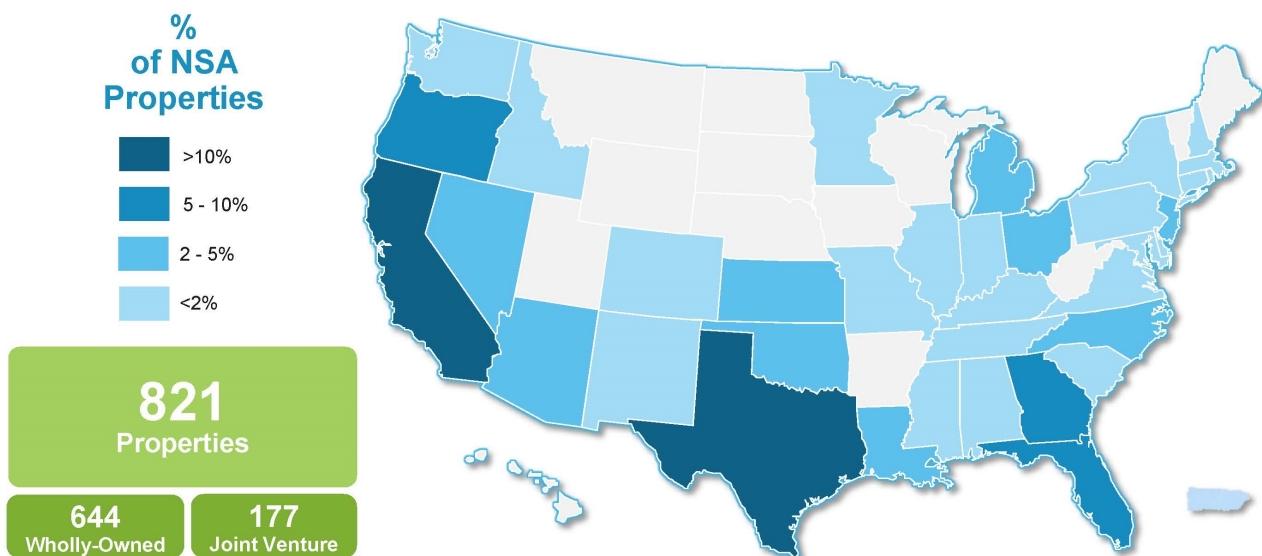 %
of NSA
Properties
>10%
5 - 10%
2 - 5%
<2%
821
Properties
644
Wholly-Owned
177
Joint Venture